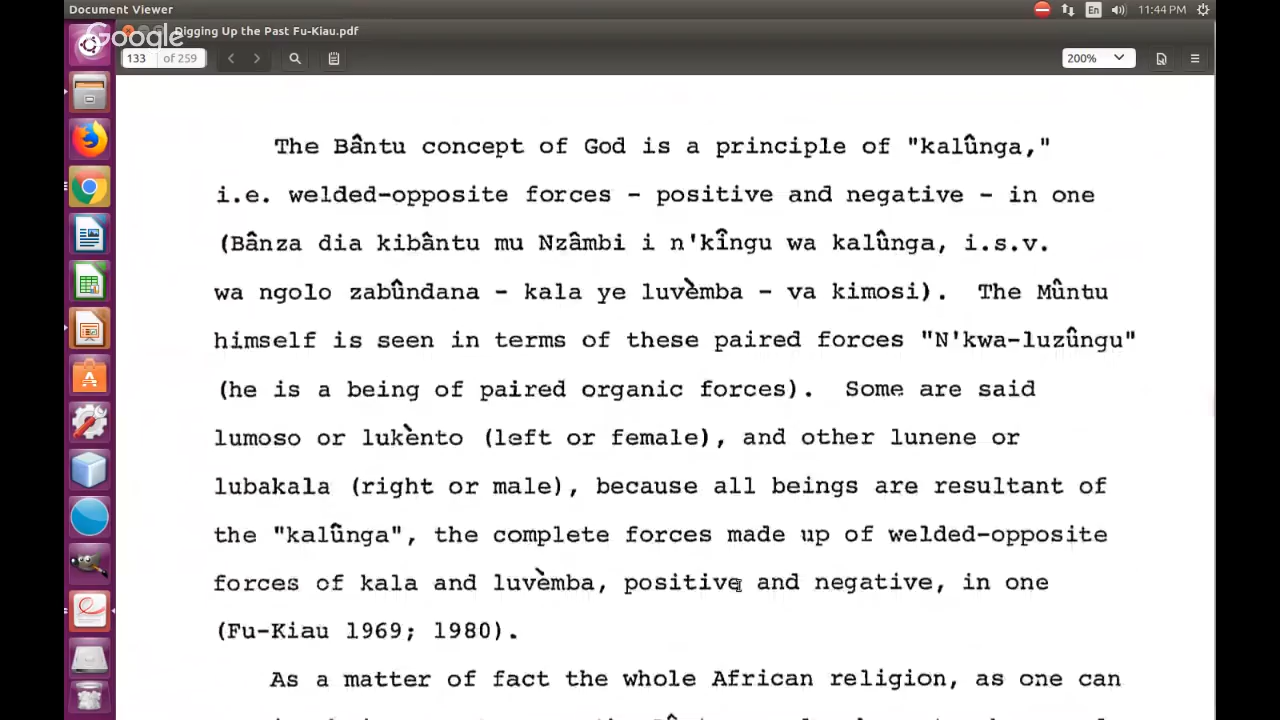 Document Viewer
En
11:44 PM
Google
Digging Up the Past Fu-Kiau.pdf
133 of 259
200%
The Bântu concept of God is a principle of "kalûnga,"
i.e. welded-opposite forces - positive and negative - in one
(Bânza dia kibântu mu Nzâmbi i n'kîngu wa kalûnga, i.s.v.
wa ngolo zabûndana - kala ye luvèmba - va kimosi). The Mûntu
himself is seen in terms of these paired forces "N'kwa-luzûngu"
(he is a being of paired organic forces). Some are said
lumoso or lukènto (left or female), and other lunene or
lubakala (right or male), because all beings are resultant of
the "kalûnga", the complete forces made up of welded-opposite
forces of kala and luvèmba, positive and negative, in one
(Fu-Kiau 1969; 1980).
As a matter of fact the whole African religion, as one can